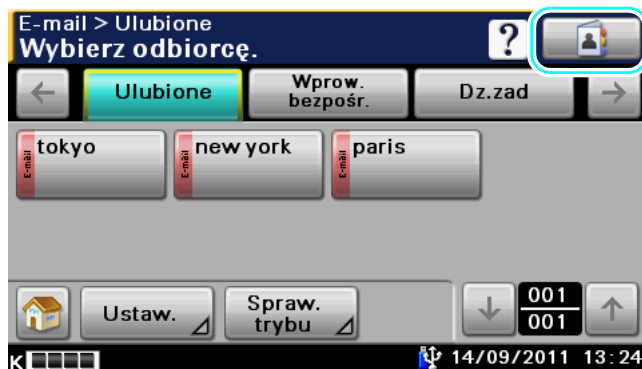 E-mail > Ulubione
Wybierz odbiorcę.
?
←
Ulubione
Wprow.
bezpośr.
Dz.zad
→
E-mail
tokyo
E-mail
new york
E-mail
paris
Ustaw.
Spraw.
trybu
↓
001
001
↑
K
14/09/2011 13:24